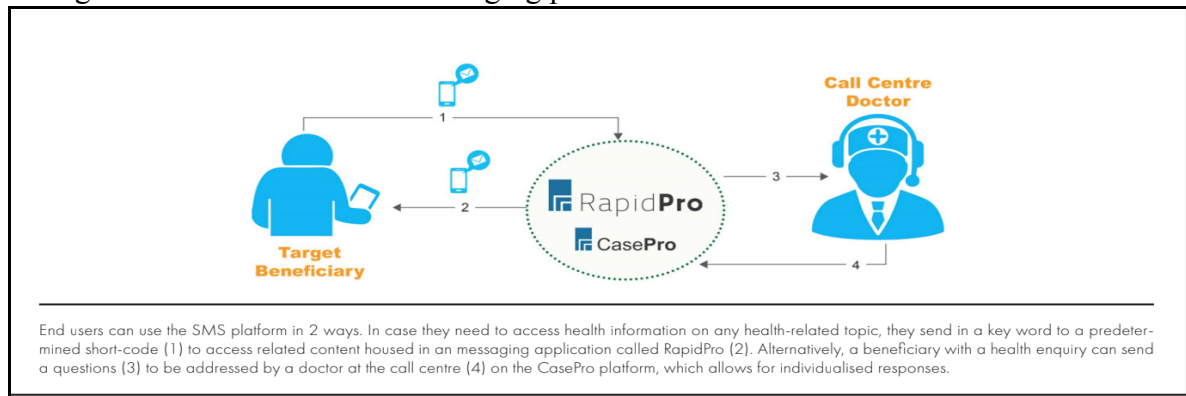 1
Call Centre
Doctor
2
3
RapidPro
CasePro
4
Target
Beneficiary
End users can use the SMS platform in 2 ways. In case they need to access health information on any health-related topic, they send in a key word to a predeter-
mined short-code (1) to access related content housed in an messaging application called RapidPro (2). Alternatively, a beneficiary with a health enquiry can send
a questions (3) to be addressed by a doctor at the call centre (4) on the CasePro platform, which allows for individualised responses.